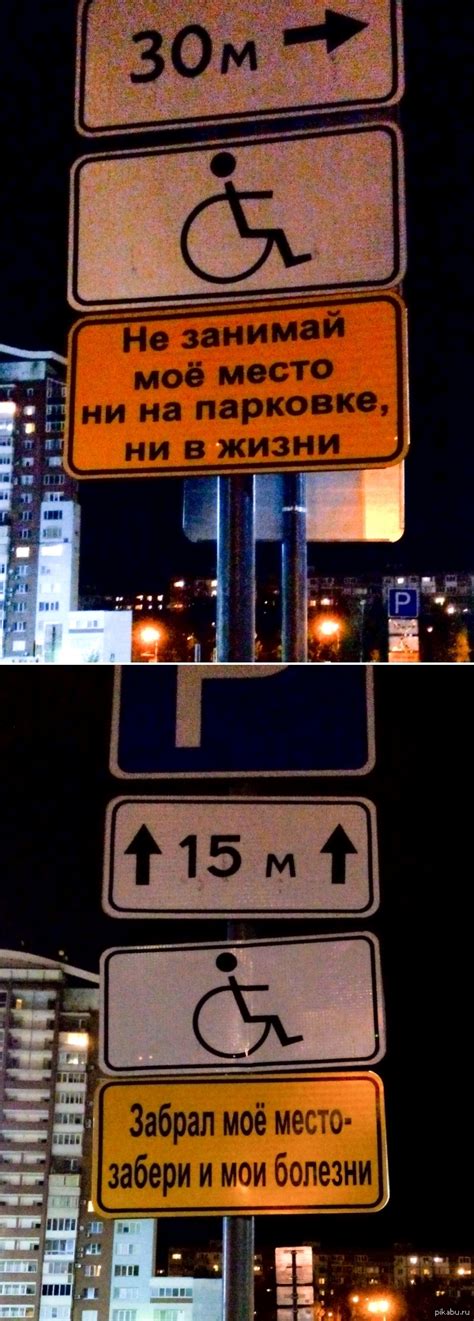 30м
Не занимай
моё место
ни на парковке,
ни в жизни
P
P
15 м
Забрал моё место-
забери и мои болезни
pikabu.ru